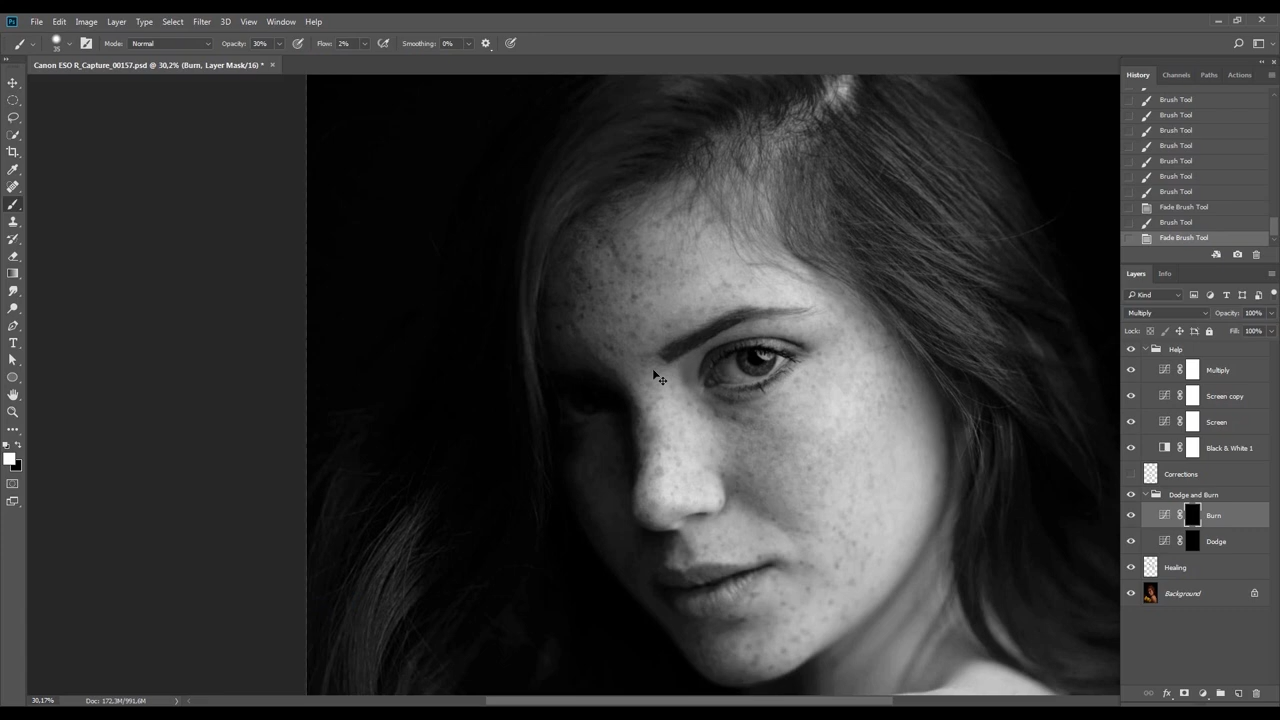 Ps File Edit Image Layer Type Select Filter 3D View Window Help
35 Mode: Normal Opacity: 30% Flow: 2% Smoothing: 0%
Canon ESO R_Capture_00157.psd @ 30,2% (Burn, Layer Mask/16) * ×
History Channels Paths Actions
Brush Tool
Brush Tool
Brush Tool
Brush Tool
Brush Tool
Brush Tool
Brush Tool
Fade Brush Tool
Brush Tool
Fade Brush Tool
Layers Info
Kind
Multiply Opacity: 100%
Lock: Fill: 100%
Help
Multiply
Screen copy
Screen
Black & White 1
Corrections
Dodge and Burn
Burn
Dodge
Healing
Background
30,17% Doc: 172,3M/991,6M